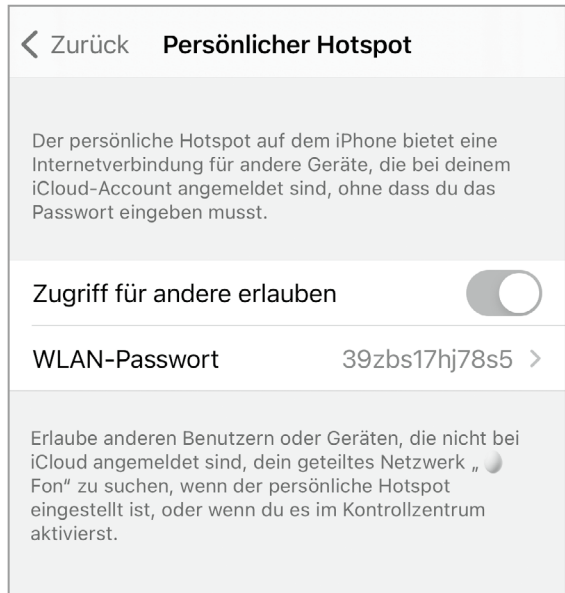 Zurück Persönlicher Hotspot
Der persönliche Hotspot auf dem iPhone bietet eine
Internetverbindung für andere Geräte, die bei deinem
iCloud-Account angemeldet sind, ohne dass du das
Passwort eingeben musst.
Zugriff für andere erlauben
WLAN-Passwort 39zbs17hj78s5
Erlaube anderen Benutzern oder Geräten, die nicht bei
iCloud angemeldet sind, dein geteiltes Netzwerk „🥚
Fon“ zu suchen, wenn der persönliche Hotspot
eingestellt ist, oder wenn du es im Kontrollzentrum
aktivierst.